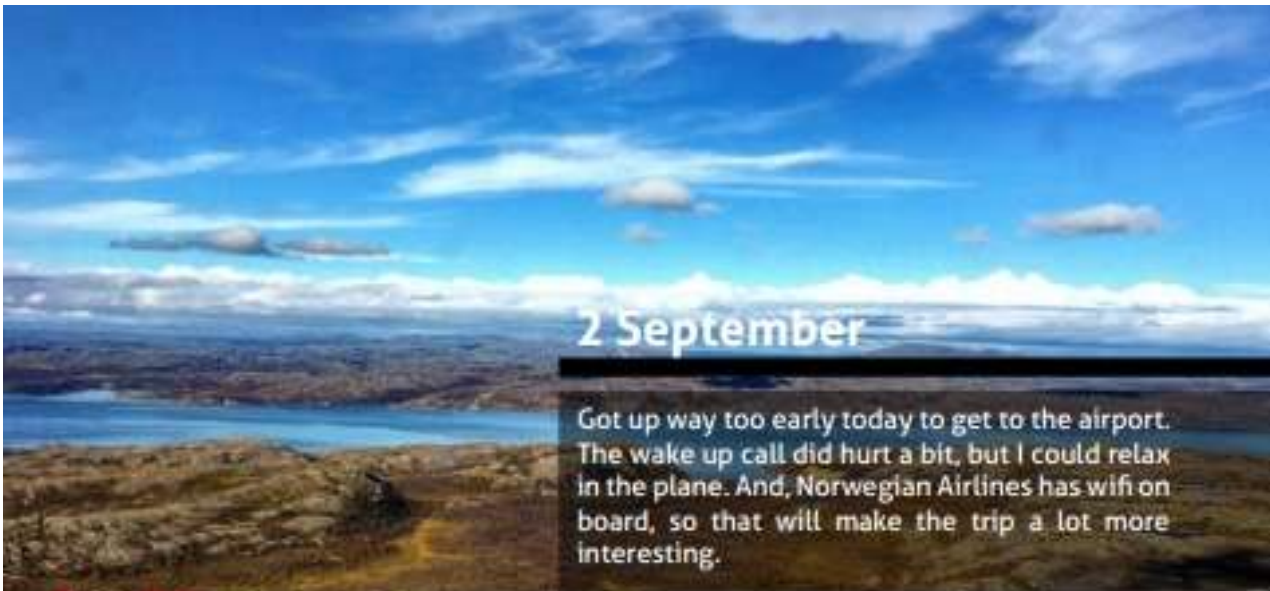 2 September
Got up way too early today to get to the airport.
The wake up call did hurt a bit, but I could relax
in the plane. And, Norwegian Airlines has wifi on
board, so that will make the trip a lot more
interesting.